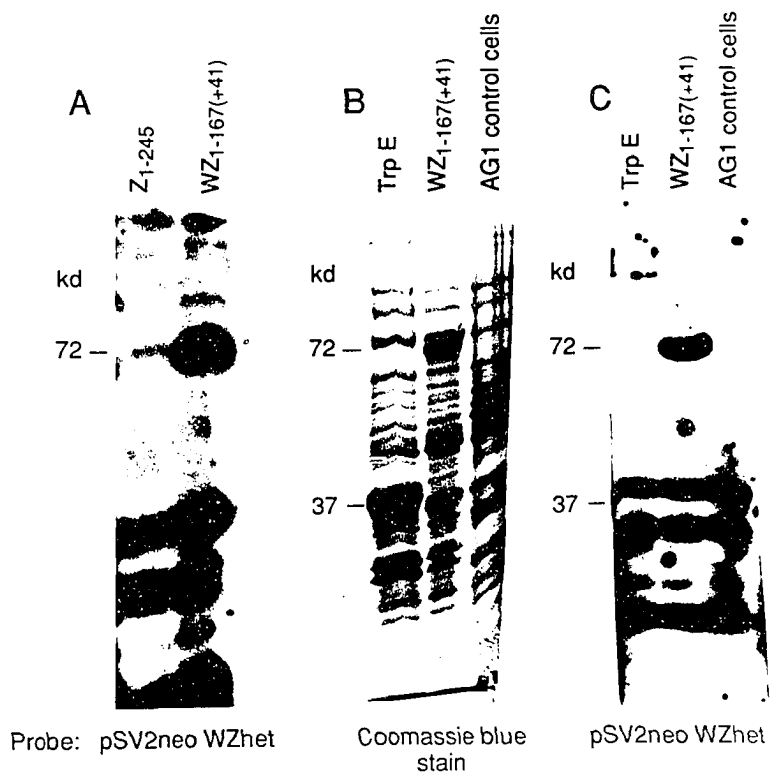 A
Z1-245
WZ1-167(+41)
kd
72
B
Trp E
WZ1-167(+41)
AG1 control cells
kd
72
37
C
Trp E
WZ1-167(+41)
AG1 control cells
kd
72
37
Probe: pSV2neo WZhet
Coomassie blue
stain
pSV2neo WZhet